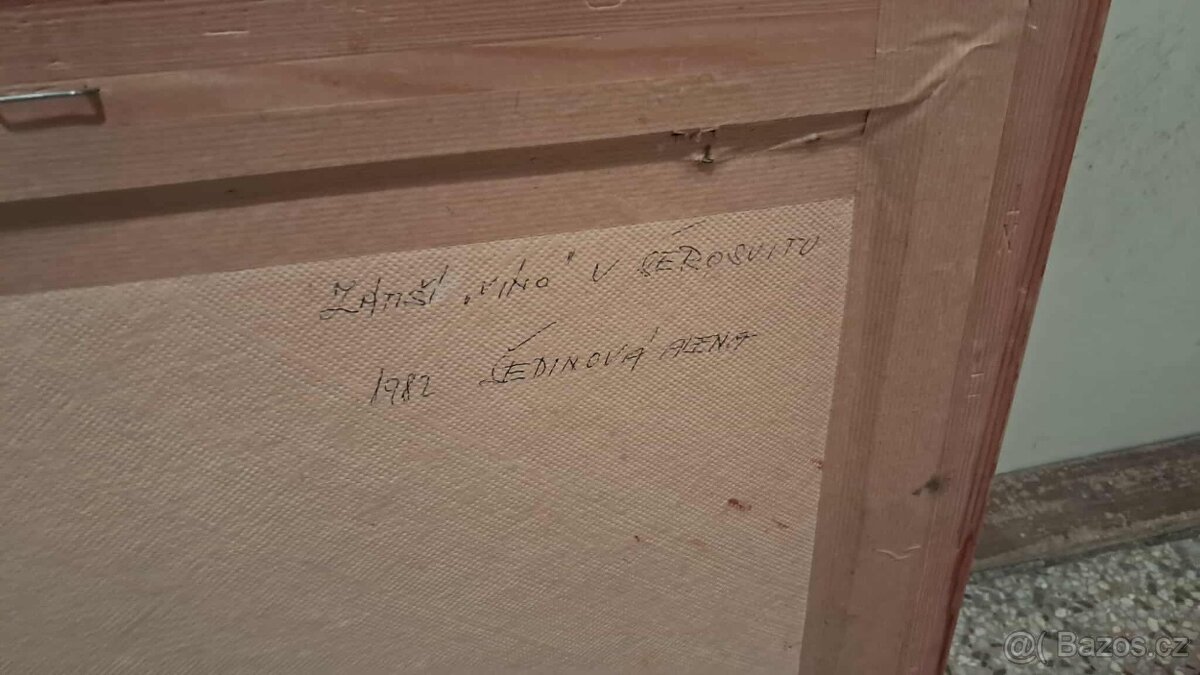 ZÁTIŠÍ „VÍNO" V ŠEROSVITU
1982 ŠEDINOVÁ ALENA
@( Bazos.cz